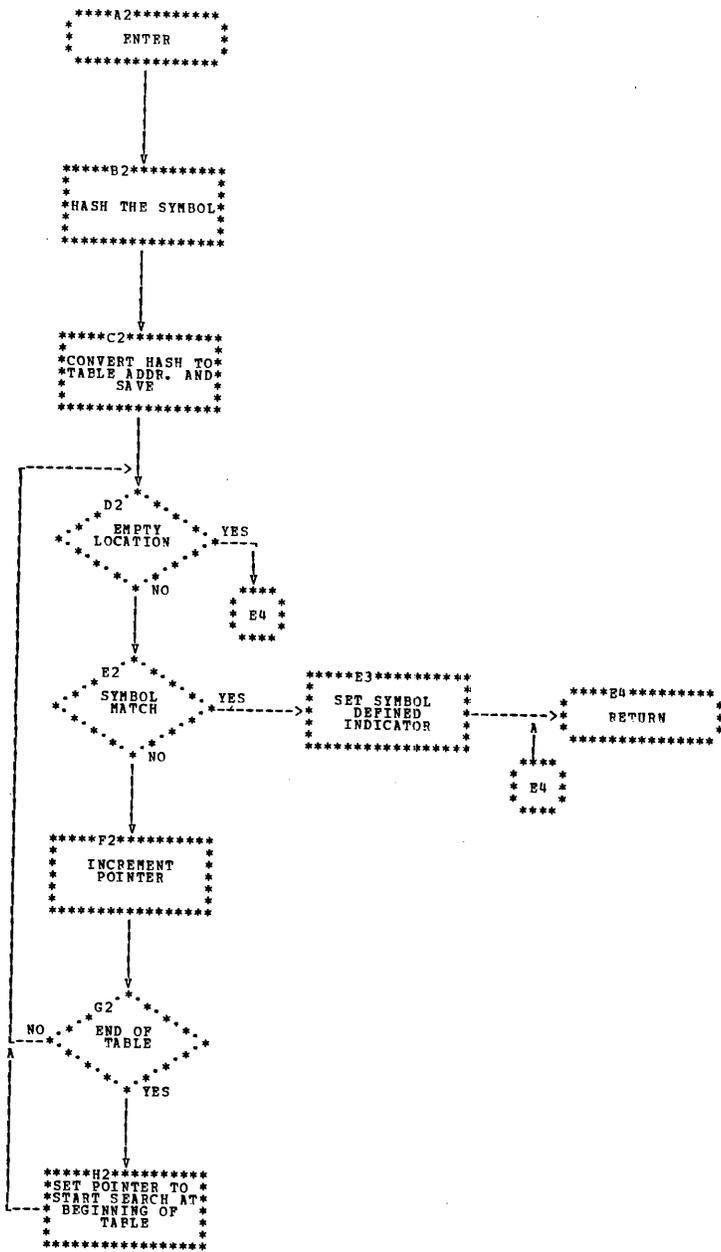 A2
ENTER
B2
HASH THE SYMBOL
C2
CONVERT HASH TO
TABLE ADDR. AND
SAVE
D2
EMPTY
LOCATION
YES
NO
E4
E2
SYMBOL
MATCH
YES
NO
E3
SET SYMBOL
DEFINED
INDICATOR
E4
RETURN
A
E4
F2
INCREMENT
POINTER
G2
END OF
TABLE
NO
A
YES
H2
SET POINTER TO
START SEARCH AT
BEGINNING OF
TABLE